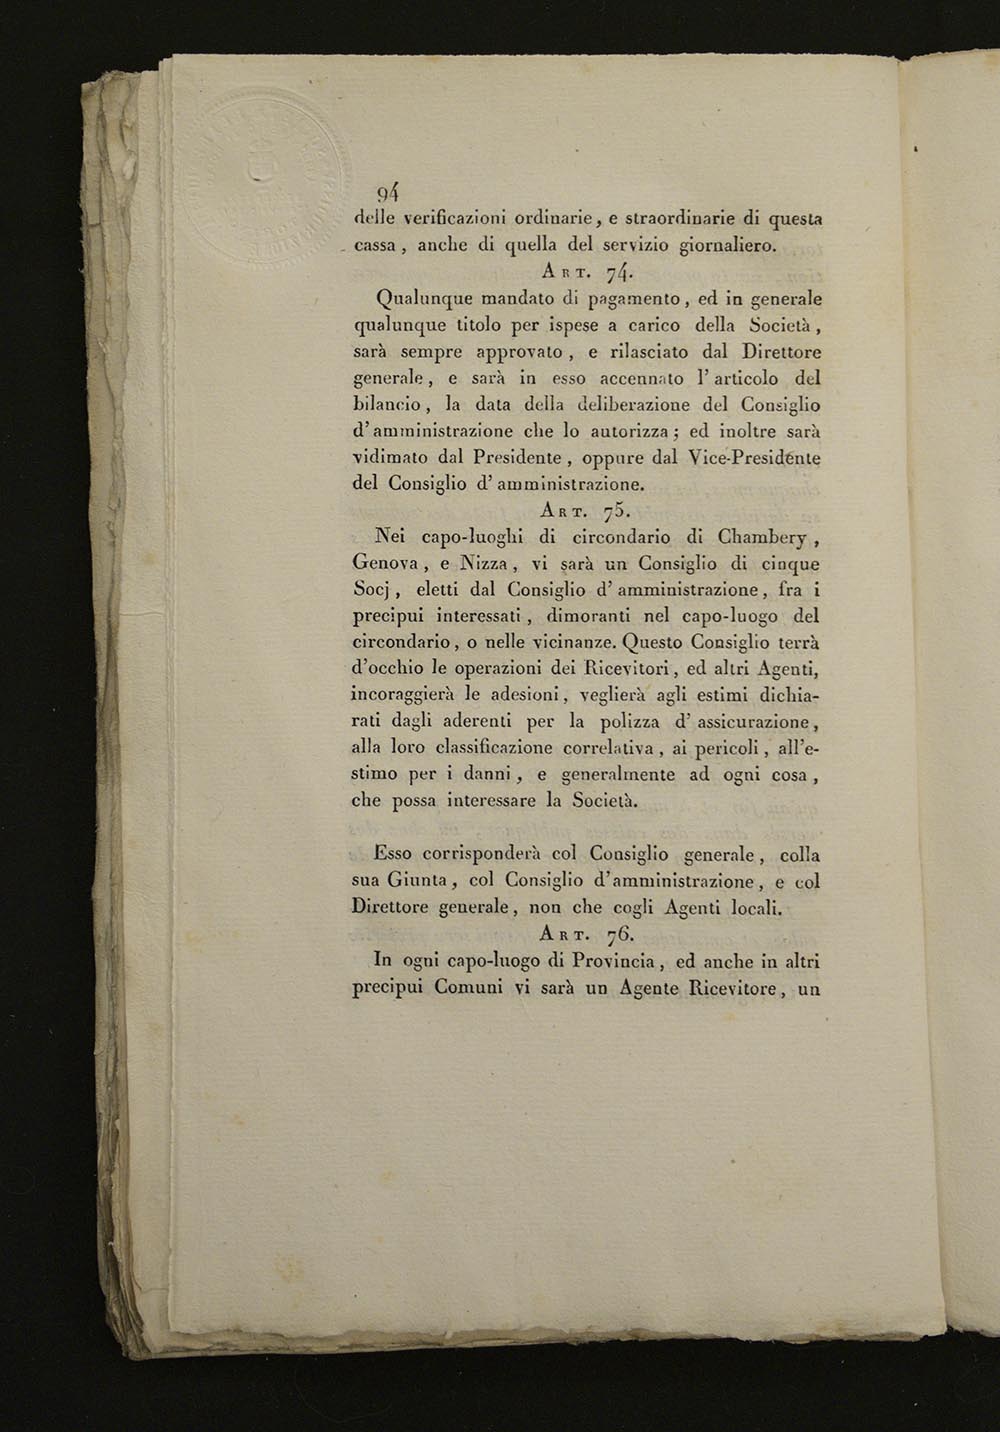 94
delle verificazioni ordinarie, e straordinarie di questa
cassa, anche di quella del servizio giornaliero.
ART. 74.
Qualunque mandato di pagamento, ed in generale
qualunque titolo per ispese a carico della Società,
sarà sempre approvato, e rilasciato dal Direttore
generale, e sarà in esso accennato l' articolo del
bilancio, la data della deliberazione del Consiglio
d' amministrazione che lo autorizza; ed inoltre sarà
vidimato dal Presidente, oppure dal Vice-Presidente
del Consiglio d' amministrazione.
ART. 75.
Nei capo-luoghi di circondario di Chambery,
Genova, e Nizza, vi sarà un Consiglio di cinque
Socj, eletti dal Consiglio d' amministrazione, fra i
precipui interessati, dimoranti nel capo-luogo del
circondario, o nelle vicinanze. Questo Consiglio terrà
d'occhio le operazioni dei Ricevitori, ed altri Agenti,
incoraggierà le adesioni, veglierà agli estimi dichia-
rati dagli aderenti per la polizza d' assicurazione,
alla loro classificazione correlativa, ai pericoli, all'e-
stimo per i danni, e generalmente ad ogni cosa,
che possa interessare la Società.
Esso corrisponderà col Consiglio generale, colla
sua Giunta, col Consiglio d'amministrazione, e col
Direttore generale, non che cogli Agenti locali.
ART. 76.
In ogni capo-luogo di Provincia, ed anche in altri
precipui Comuni vi sarà un Agente Ricevitore, un